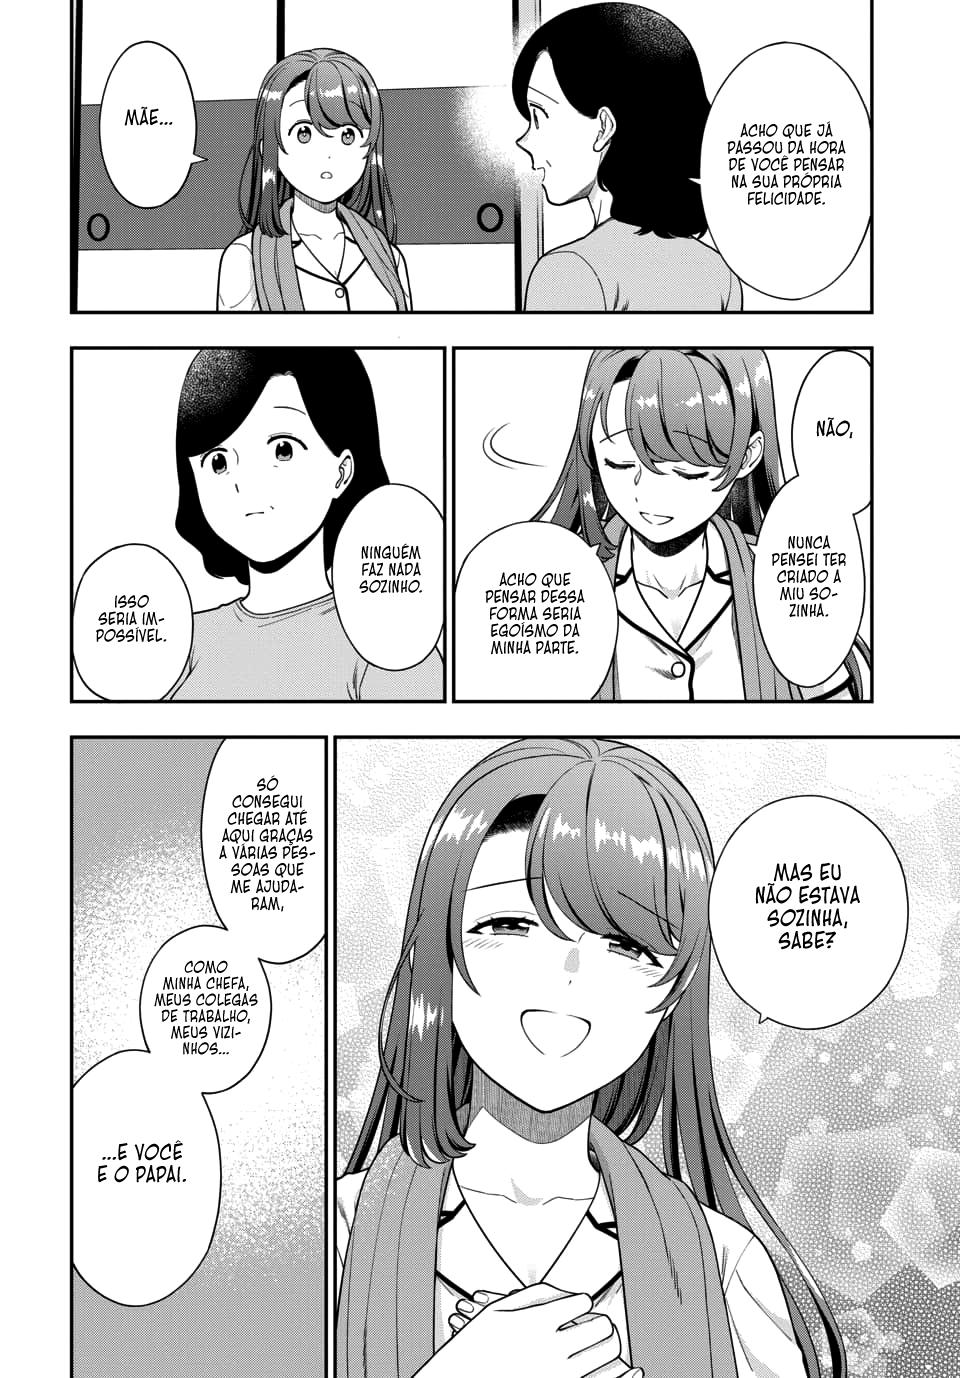 ACHO QUE JÁ
PASSOU DA HORA
DE VOCÊ PENSAR
NA SUA PRÓPRIA
FELICIDADE.
MÃE...
NÃO,
NUNCA
PENSEI TER
CRIADO A
MIU SO-
ZINHA.
ACHO QUE
PENSAR DESSA
FORMA SERIA
EGOÍSMO DA
MINHA PARTE.
NINGUÉM
FAZ NADA
SOZINHO.
ISSO
SERIA IM-
POSSÍVEL.
MAS EU
NÃO ESTAVA
SOZINHA,
SABE?
SÓ
CONSEGUI
CHEGAR ATÉ
AQUI GRAÇAS
A VÁRIAS PES-
SOAS QUE
ME AJUDA-
RAM,
COMO
MINHA CHEFA,
MEUS COLEGAS
DE TRABALHO,
MEUS VIZI-
NHOS...
...E VOCÊ
E O PAPAI.